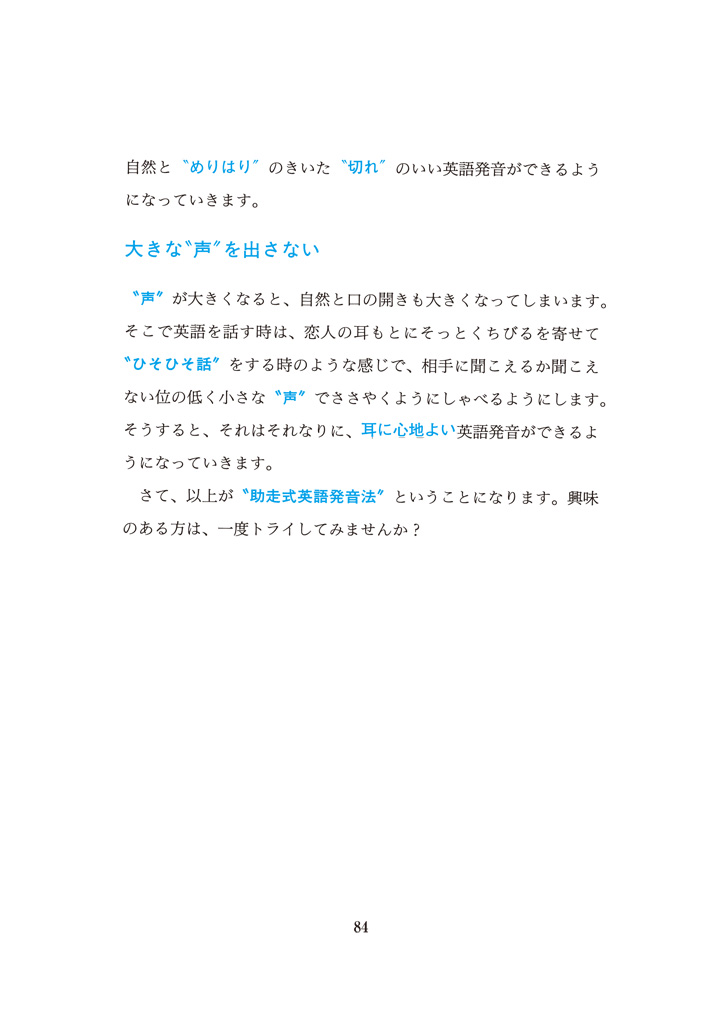 自然と〝めりはり〞のきいた〝切れ〞のいい英語発音ができるよう
になっていきます。
大きな〝声〞を出さない
〝声〞が大きくなると、自然と口の開きも大きくなってしまいます。
そこで英語を話す時は、恋人の耳もとにそっとくちびるを寄せて
〝ひそひそ話〞をする時のような感じで、相手に聞こえるか聞こえ
ない位の低く小さな〝声〞でささやくようにしゃべるようにします。
そうすると、それはそれなりに、耳に心地よい英語発音ができるよ
うになっていきます。
　さて、以上が〝助走式英語発音法〞ということになります。興味
のある方は、一度トライしてみませんか？
84